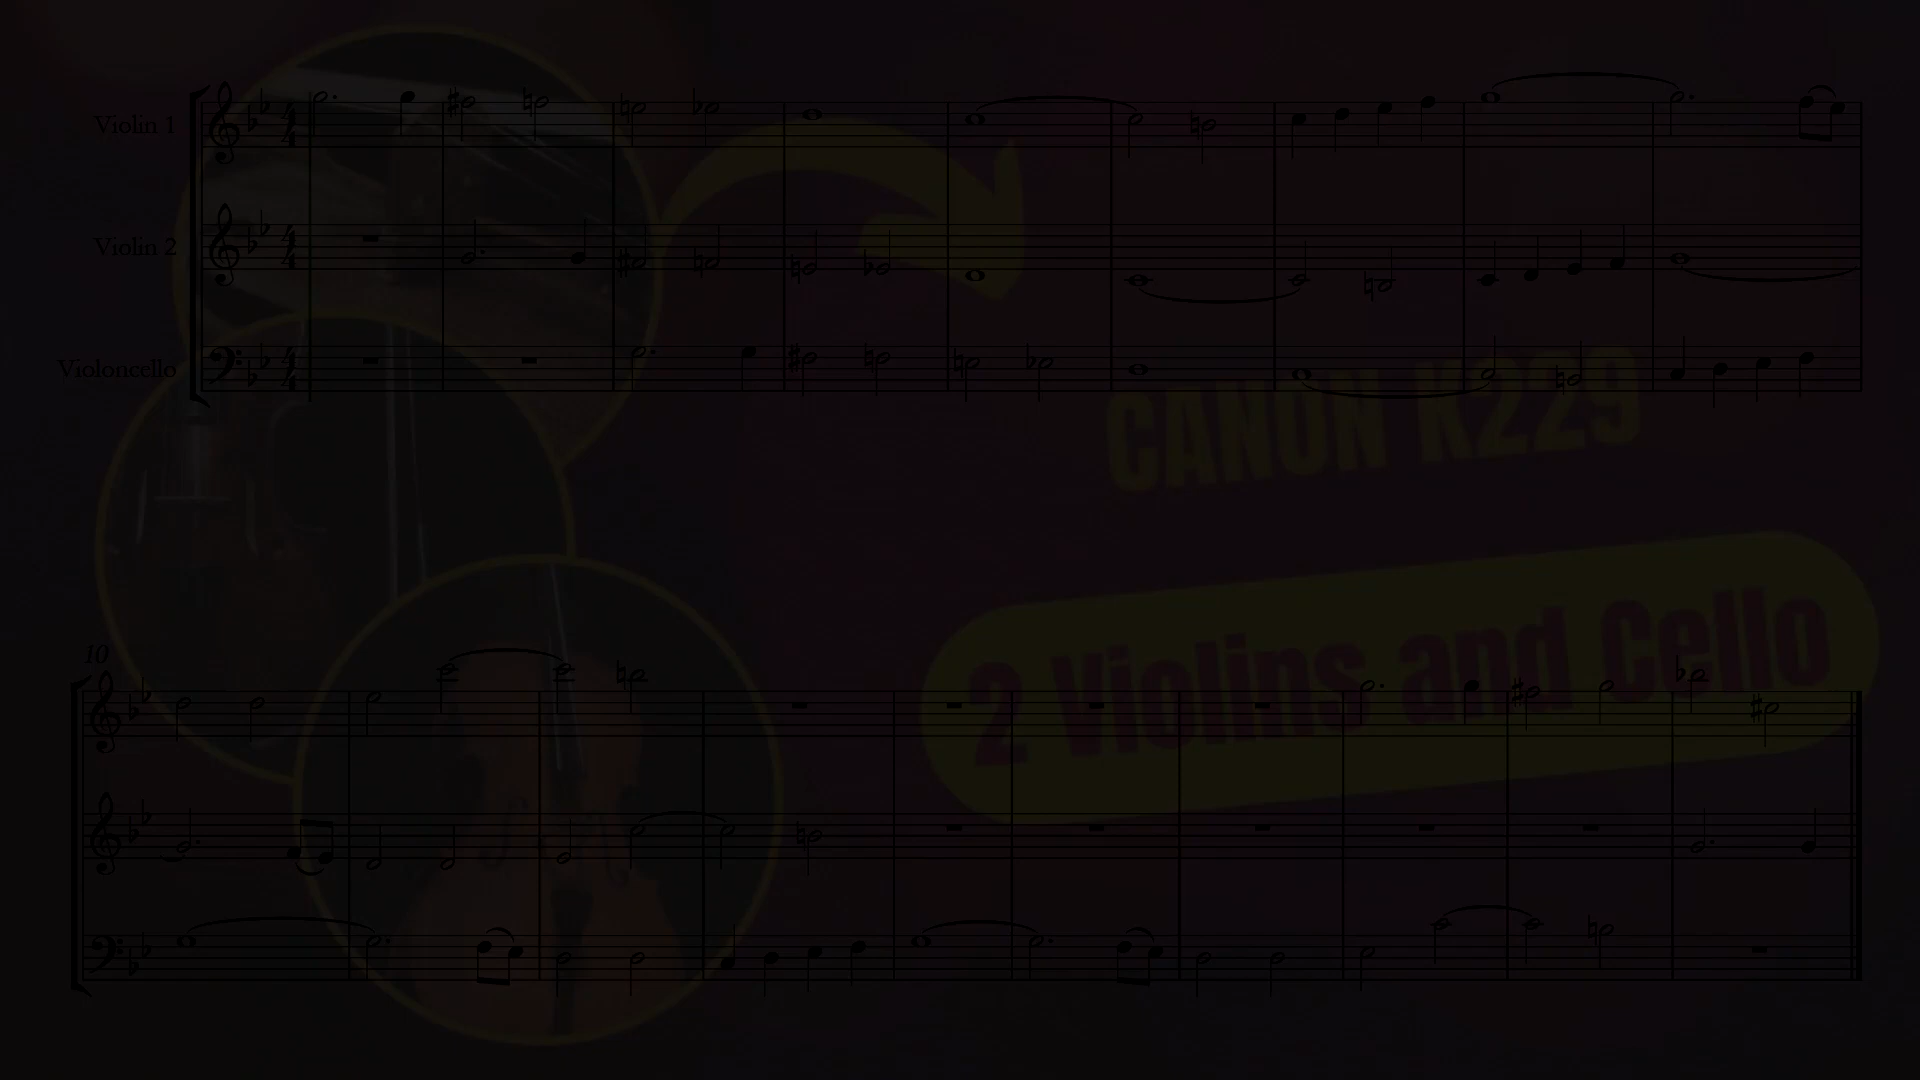 Violin 1
Violin 2
Violoncello
CANON K229
10
2 Violins and Cello